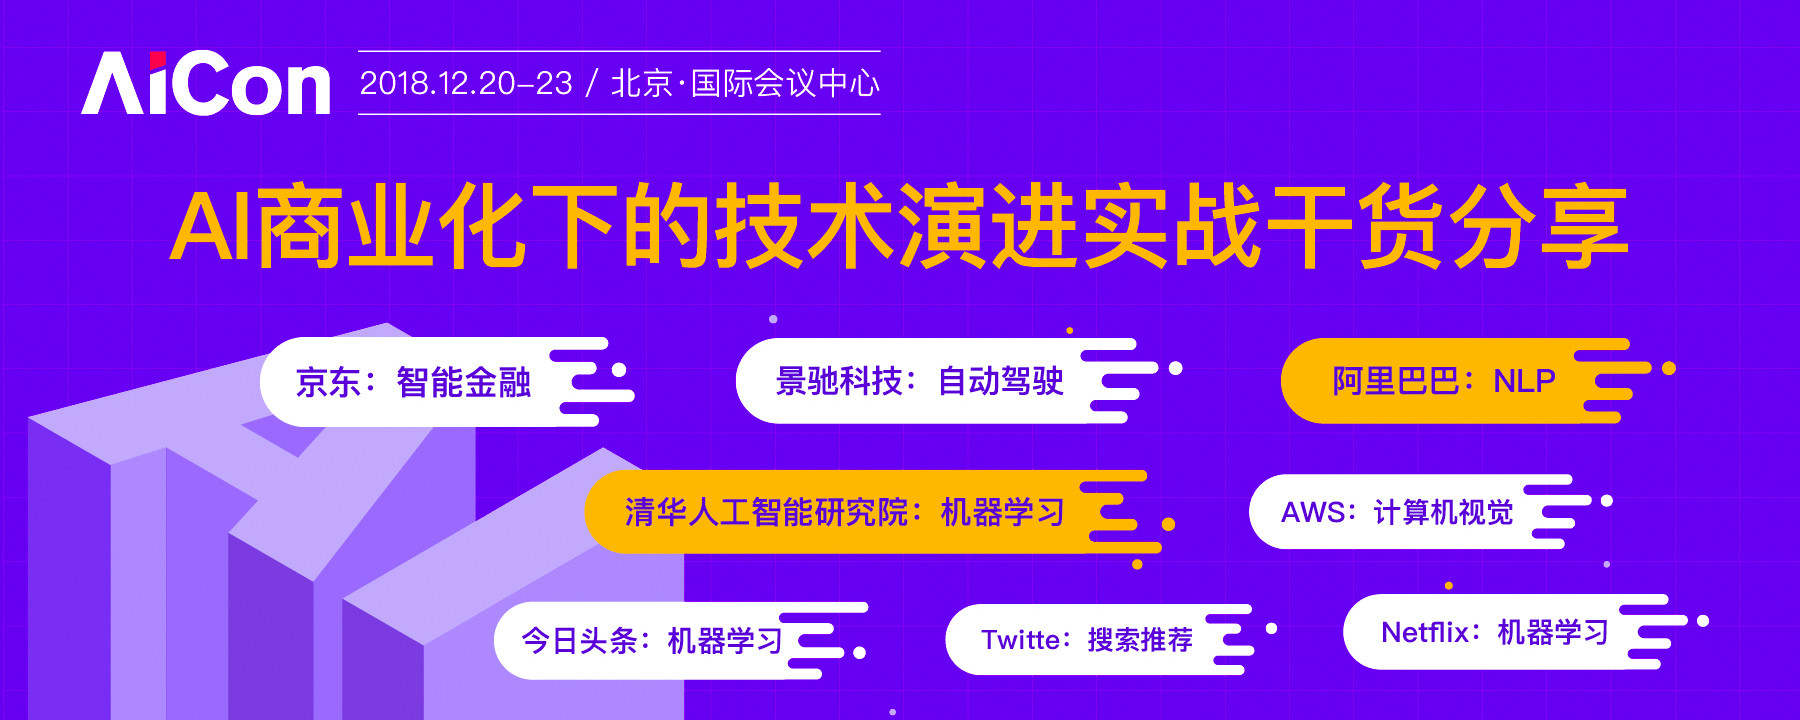 AiCon
2018.12.20-23 / 北京·国际会议中心
AI商业化下的技术演进实战干货分享
京东：智能金融
景驰科技：自动驾驶
阿里巴巴：NLP
清华人工智能研究院：机器学习
AWS：计算机视觉
今日头条：机器学习
Twitte：搜索推荐
Netflix：机器学习